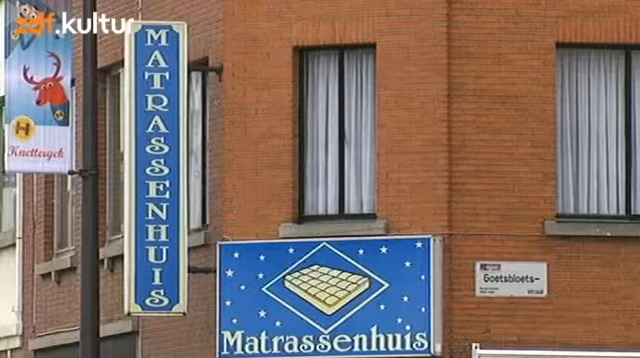 zdf.kultur
MATRASSENHUIS
H
Knettergek
Matrassenhuis
Goetsbloets-
straat